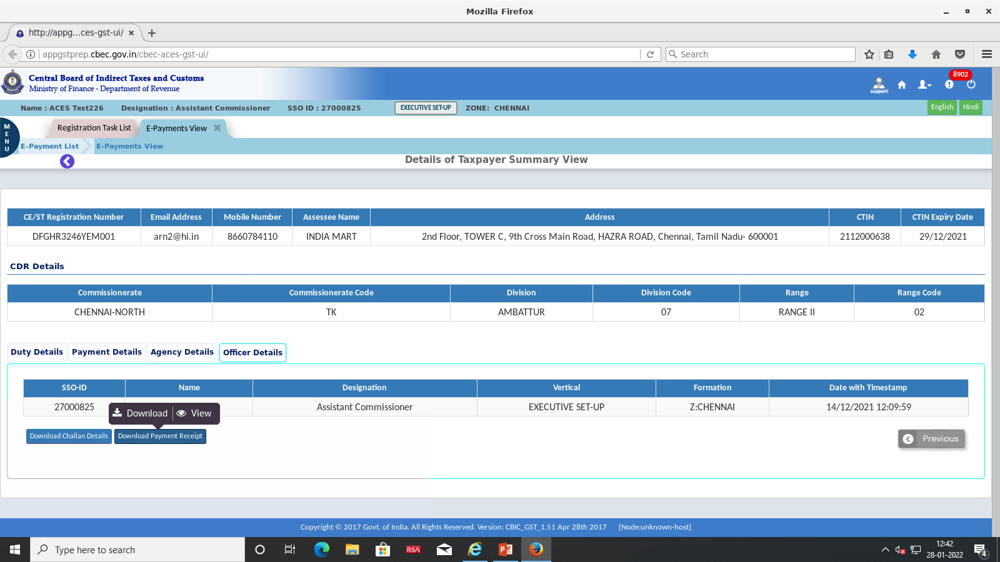 Mozilla Firefox
http://appg...ces-gst-ui/
appgstprep.cbec.gov.in/cbec-aces-gst-ui/
Search
Central Board of Indirect Taxes and Customs
Ministry of Finance - Department of Revenue
support
8902
Name : ACES Test226 Designation : Assistant Commissioner SSO ID : 27000825 EXECUTIVE SET-UP ZONE: CHENNAI English Hindi
MENU
Registration Task List E-Payments View
E-Payment List E-Payments View
Details of Taxpayer Summary View
CE/ST Registration Number Email Address Mobile Number Assessee Name Address CTIN CTIN Expiry Date
DFGHR3246YEM001 arn2@hi.in 8660784110 INDIA MART 2nd Floor, TOWER C, 9th Cross Main Road, HAZRA ROAD, Chennai, Tamil Nadu- 600001 2112000638 29/12/2021
CDR Details
Commissionerate Commissionerate Code Division Division Code Range Range Code
CHENNAI-NORTH TK AMBATTUR 07 RANGE II 02
Duty Details Payment Details Agency Details Officer Details
SSO-ID Name Designation Vertical Formation Date with Timestamp
27000825 Assistant Commissioner EXECUTIVE SET-UP Z:CHENNAI 14/12/2021 12:09:59
Download View
Download Challan Details Download Payment Receipt Previous
Copyright © 2017 Govt. of India. All Rights Reserved. Version: CBIC_GST_1.51 Apr 28th 2017 [Node:unknown-host]
Type here to search
RSA
12:42
28-01-2022
4